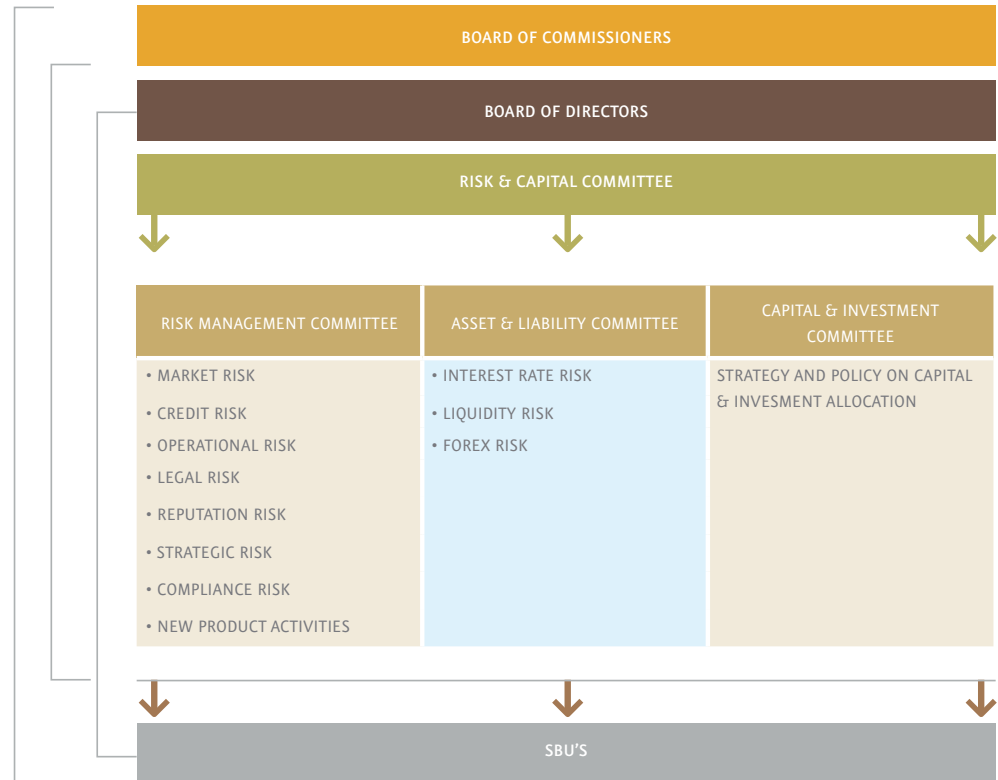 BOARD OF COMMISSIONERS
BOARD OF DIRECTORS
RISK & CAPITAL COMMITTEE
RISK MANAGEMENT COMMITTEE
• MARKET RISK
• CREDIT RISK
• OPERATIONAL RISK
• LEGAL RISK
• REPUTATION RISK
• STRATEGIC RISK
• COMPLIANCE RISK
• NEW PRODUCT ACTIVITIES
ASSET & LIABILITY COMMITTEE
• INTEREST RATE RISK
• LIQUIDITY RISK
• FOREX RISK
CAPITAL & INVESTMENT
COMMITTEE
STRATEGY AND POLICY ON CAPITAL
& INVESMENT ALLOCATION
SBU'S